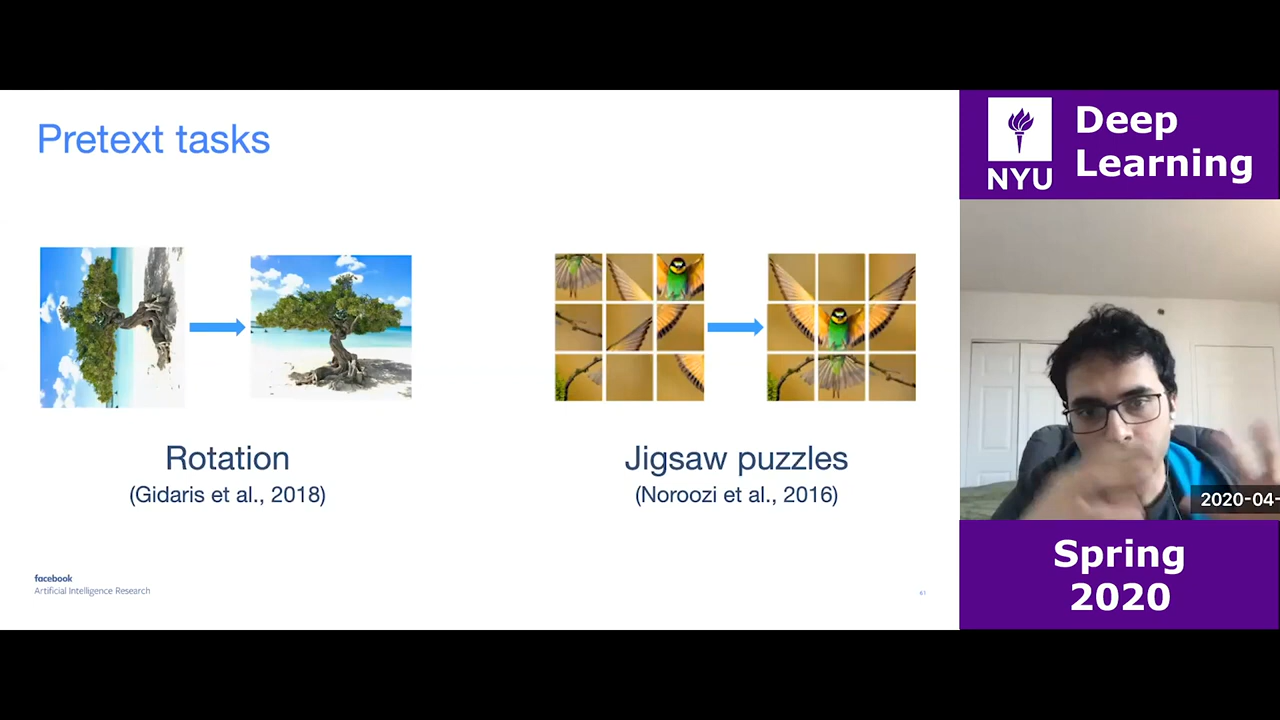 Pretext tasks
Rotation
(Gidaris et al., 2018)
Jigsaw puzzles
(Noroozi et al., 2016)
facebook
Artificial Intelligence Research
61
NYU
Deep
Learning
2020-04-
Spring
2020